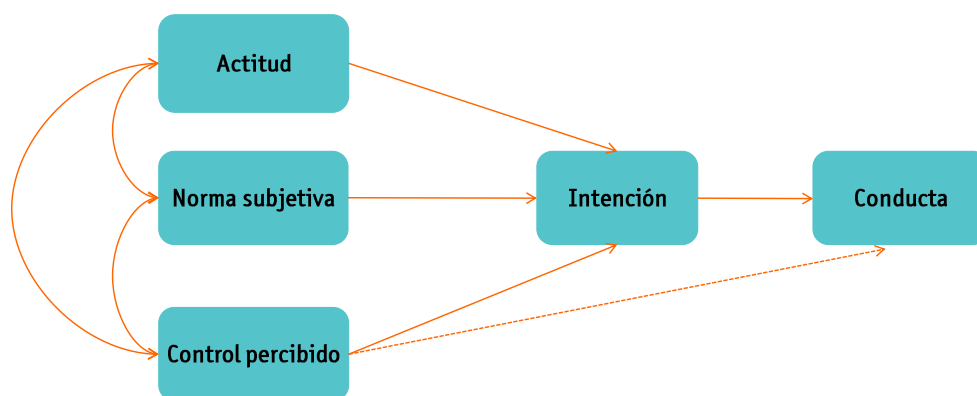 Actitud
Norma subjetiva
Intención
Conducta
Control percibido